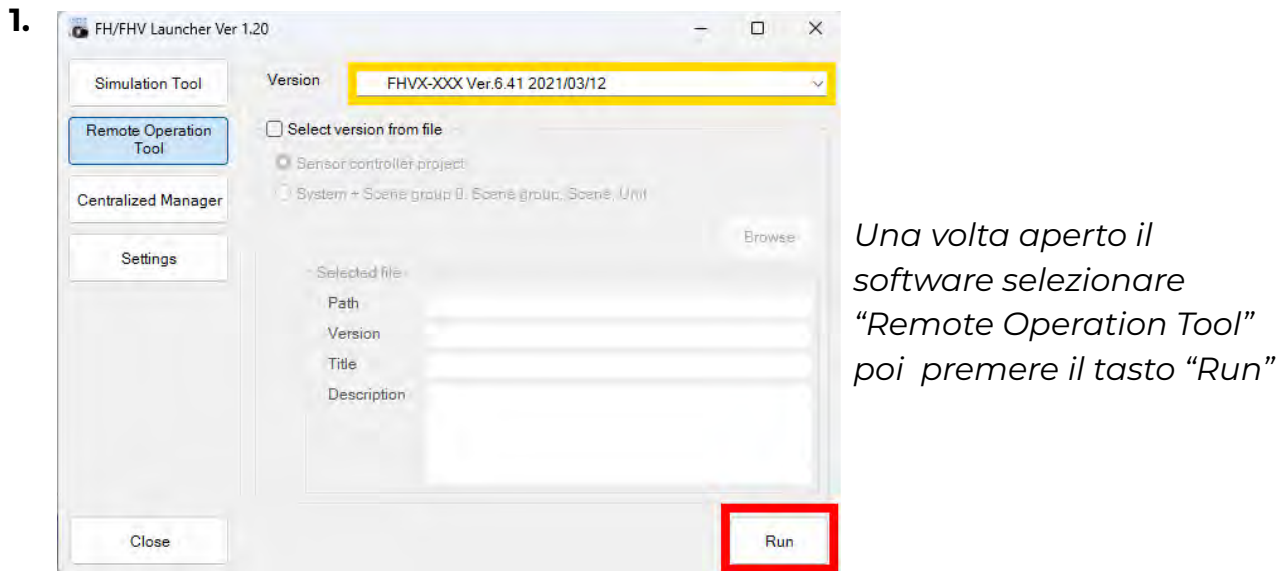 1.
FH/FHV Launcher Ver 1.20
Simulation Tool
Version
FHVX-XXX Ver.6.41 2021/03/12
Remote Operation
Tool
Select version from file
Sensor controller project
System + Scene group 0, Scene group, Scene, Unit
Centralized Manager
Browse
Settings
Selected file
Path
Version
Title
Description
Close
Run
Una volta aperto il
software selezionare
“Remote Operation Tool”
poi premere il tasto “Run”